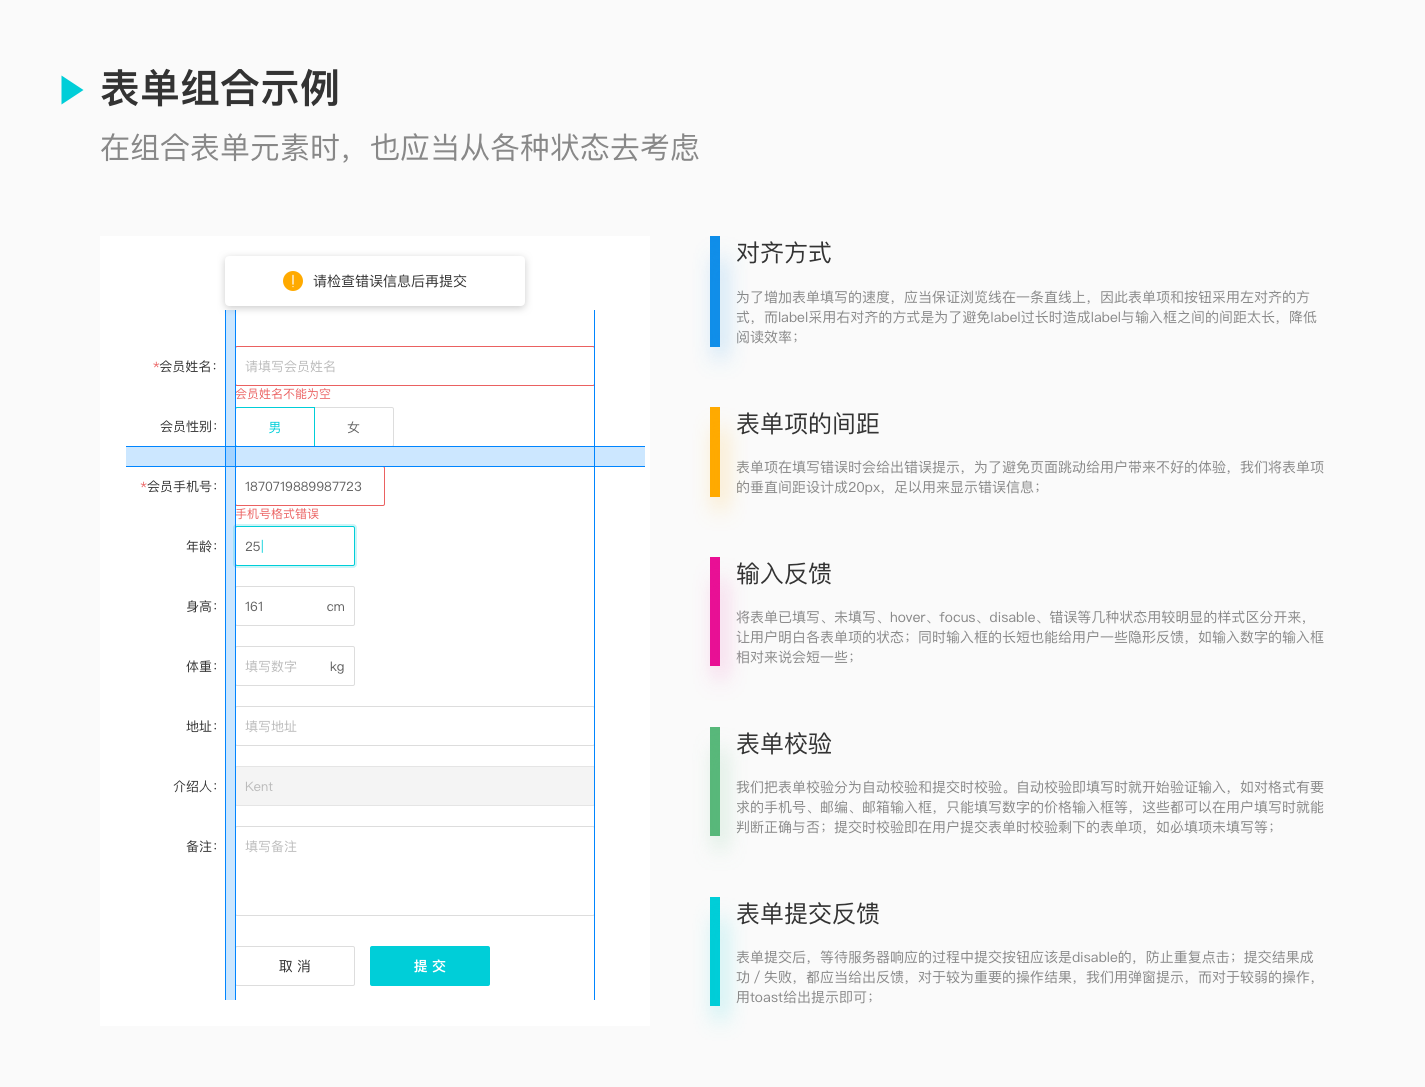 表单组合示例
在组合表单元素时，也应当从各种状态去考虑
! 请检查错误信息后再提交
*会员姓名： 请填写会员姓名
会员姓名不能为空
会员性别： 男 女
*会员手机号： 1870719889987723
手机号格式错误
年龄： 25
身高： 161 cm
体重： 填写数字 kg
地址： 填写地址
介绍人： Kent
备注： 填写备注
取 消 提 交
对齐方式
为了增加表单填写的速度，应当保证浏览线在一条直线上，因此表单项和按钮采用左对齐的方
式，而label采用右对齐的方式是为了避免label过长时造成label与输入框之间的间距太长，降低
阅读效率；
表单项的间距
表单项在填写错误时会给出错误提示，为了避免页面跳动给用户带来不好的体验，我们将表单项
的垂直间距设计成20px，足以用来显示错误信息；
输入反馈
将表单已填写、未填写、hover、focus、disable、错误等几种状态用较明显的样式区分开来，
让用户明白各表单项的状态；同时输入框的长短也能给用户一些隐形反馈，如输入数字的输入框
相对来说会短一些；
表单校验
我们把表单校验分为自动校验和提交时校验。自动校验即填写时就开始验证输入，如对格式有要
求的手机号、邮编、邮箱输入框，只能填写数字的价格输入框等，这些都可以在用户填写时就能
判断正确与否；提交时校验即在用户提交表单时校验剩下的表单项，如必填项未填写等；
表单提交反馈
表单提交后，等待服务器响应的过程中提交按钮应该是disable的，防止重复点击；提交结果成
功 / 失败，都应当给出反馈，对于较为重要的操作结果，我们用弹窗提示，而对于较弱的操作，
用toast给出提示即可；